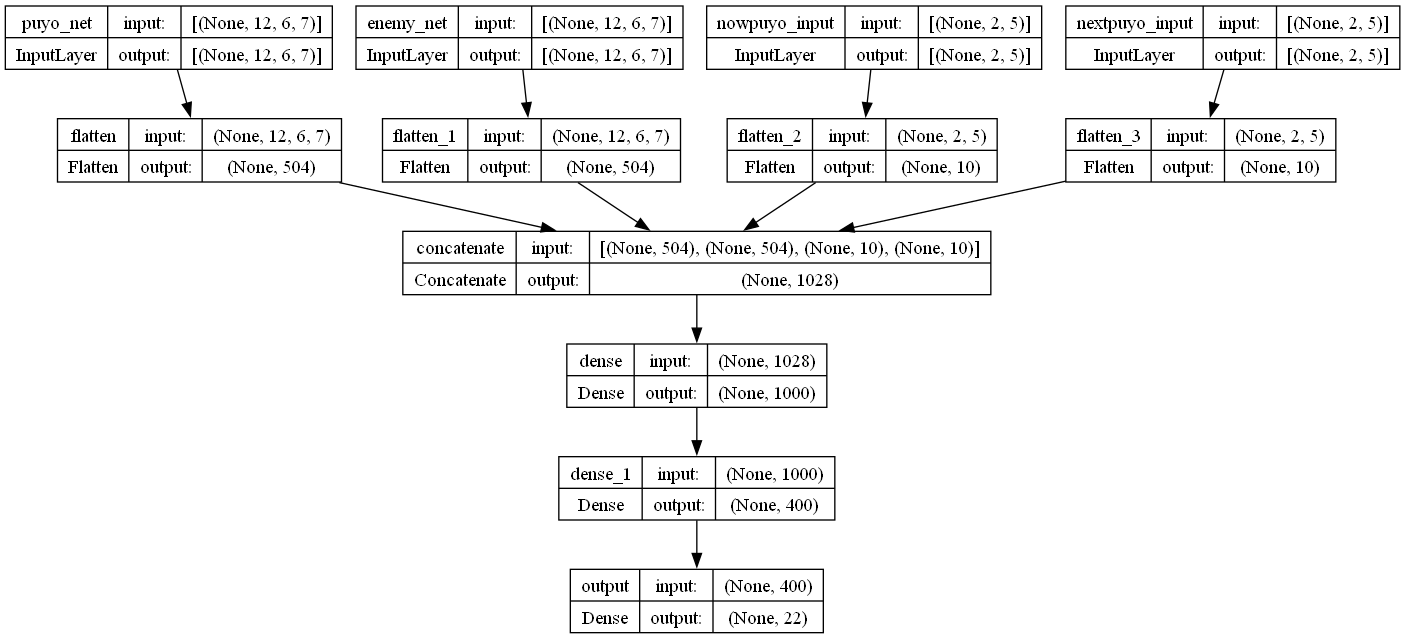 puyo_net input: [(None, 12, 6, 7)]
InputLayer output: [(None, 12, 6, 7)]
enemy_net input: [(None, 12, 6, 7)]
InputLayer output: [(None, 12, 6, 7)]
nowpuyo_input input: [(None, 2, 5)]
InputLayer output: [(None, 2, 5)]
nextpuyo_input input: [(None, 2, 5)]
InputLayer output: [(None, 2, 5)]
flatten input: (None, 12, 6, 7)
Flatten output: (None, 504)
flatten_1 input: (None, 12, 6, 7)
Flatten output: (None, 504)
flatten_2 input: (None, 2, 5)
Flatten output: (None, 10)
flatten_3 input: (None, 2, 5)
Flatten output: (None, 10)
concatenate input: [(None, 504), (None, 504), (None, 10), (None, 10)]
Concatenate output: (None, 1028)
dense input: (None, 1028)
Dense output: (None, 1000)
dense_1 input: (None, 1000)
Dense output: (None, 400)
output input: (None, 400)
Dense output: (None, 22)